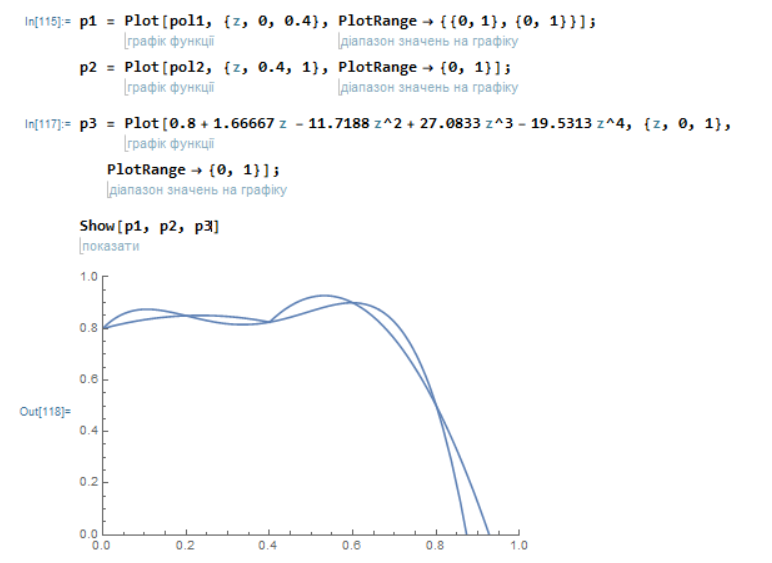 In[115]:= p1 = Plot[pol1, {z, 0, 0.4}, PlotRange → {{0, 1}, {0, 1}}];
графік функції діапазон значень на графіку
p2 = Plot[pol2, {z, 0.4, 1}, PlotRange → {0, 1}];
графік функції діапазон значень на графіку
In[117]:= p3 = Plot[0.8 + 1.66667 z - 11.7188 z^2 + 27.0833 z^3 - 19.5313 z^4, {z, 0, 1},
графік функції
PlotRange → {0, 1}];
діапазон значень на графіку
Show[p1, p2, p3]
показати
Out[118]=
1.0
0.8
0.6
0.4
0.2
0.0
0.0 0.2 0.4 0.6 0.8 1.0